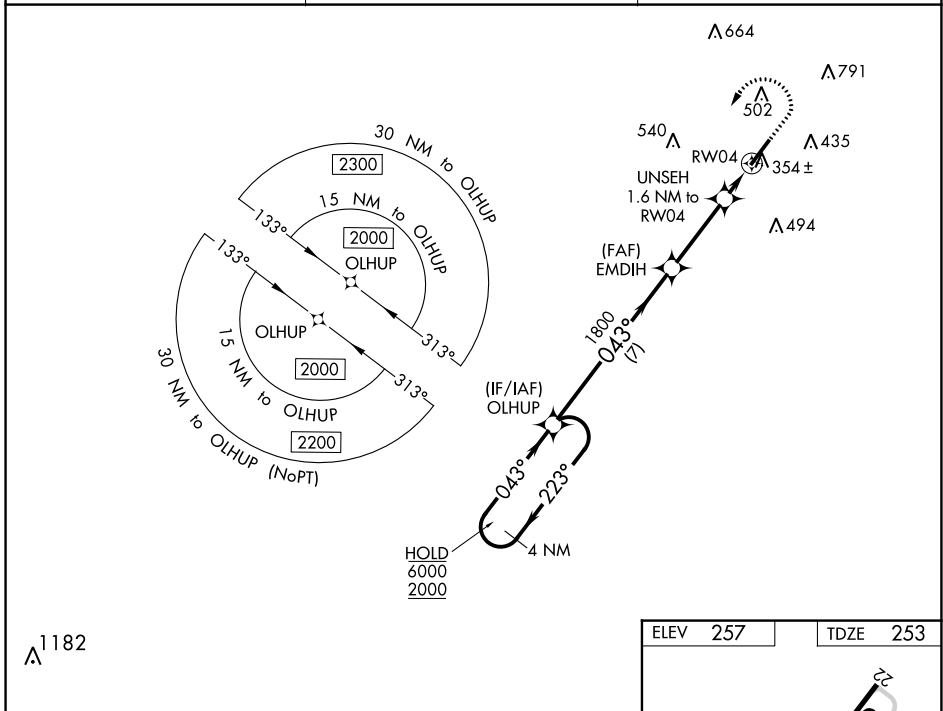 664
791
502
540
435
RW04
354±
UNSEH
1.6 NM to
RW04
494
(FAF)
EMDIH
30 NM to OLHUP
2300
15 NM to OLHUP
2000
133°
OLHUP
313°
133°
OLHUP
15 NM to OLHUP
2000
313°
30 NM to OLHUP (NoPT)
2200
1800
043°
(7)
(IF/IAF)
OLHUP
043°
223°
HOLD
6000
2000
4 NM
1182
ELEV 257
TDZE 253
22